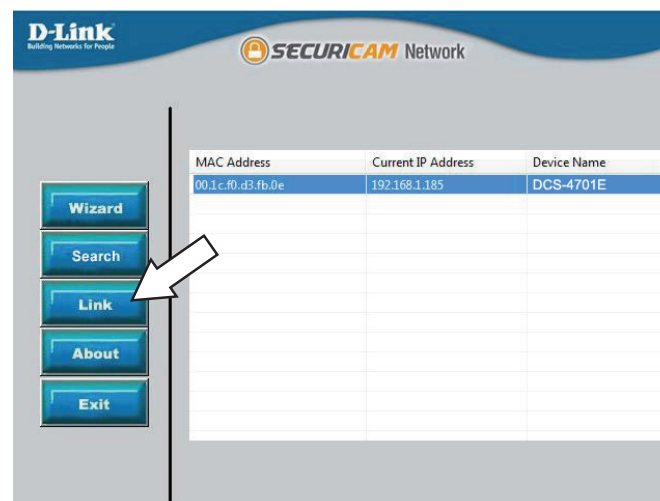 D-Link
Building Networks for People
SECURICAM Network
MAC Address Current IP Address Device Name
00.1c.f0.d3.fb.0e 192.168.1.185 DCS-4701E
Wizard
Search
Link
About
Exit